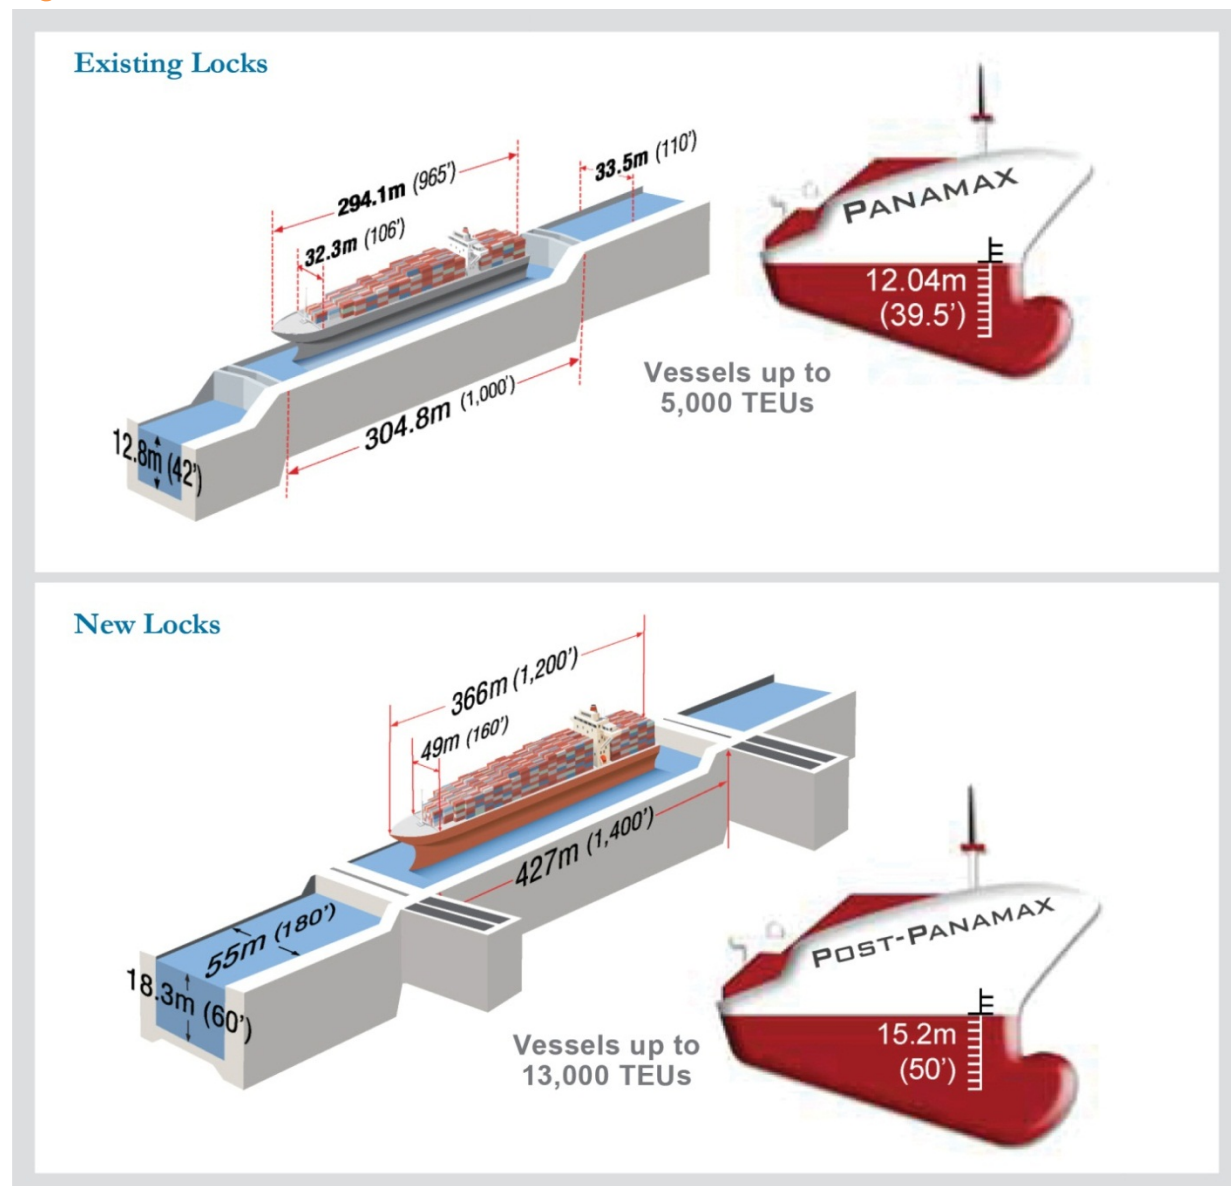 Existing Locks
294.1m (965')
32.3m (106')
33.5m (110')
PANAMAX
12.04m
(39.5')
Vessels up to
5,000 TEUs
304.8m (1,000')
12.8m (42')
New Locks
366m (1,200')
49m (160')
427m (1,400')
55m (180')
18.3m (60')
POST-PANAMAX
15.2m
(50')
Vessels up to
13,000 TEUs